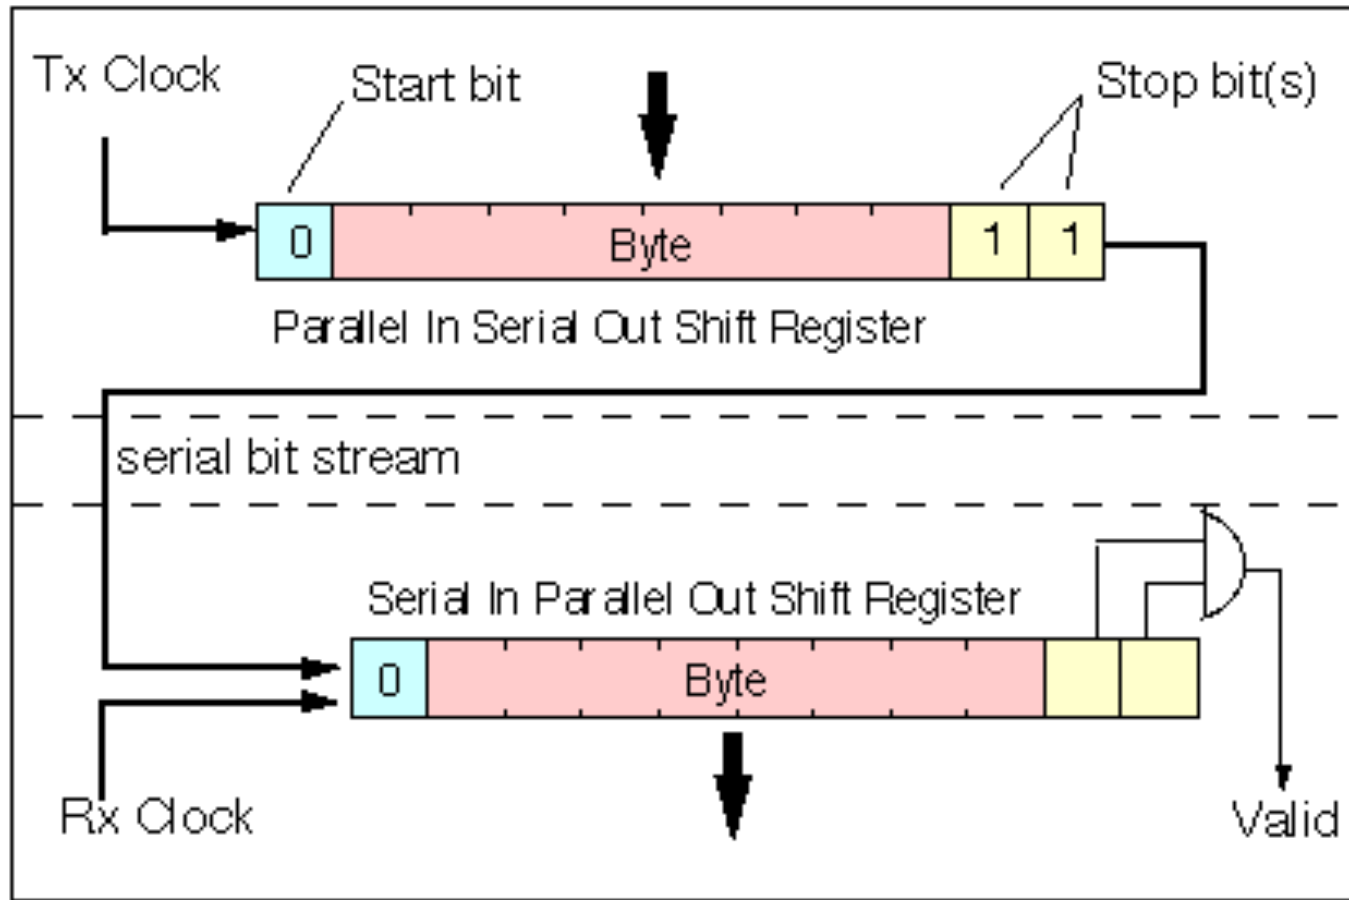 Tx Clock
Start bit
Stop bit(s)
0 Byte 1 1
Parallel In Serial Out Shift Register
serial bit stream
Serial In Parallel Out Shift Register
0 Byte
Rx Clock
Valid